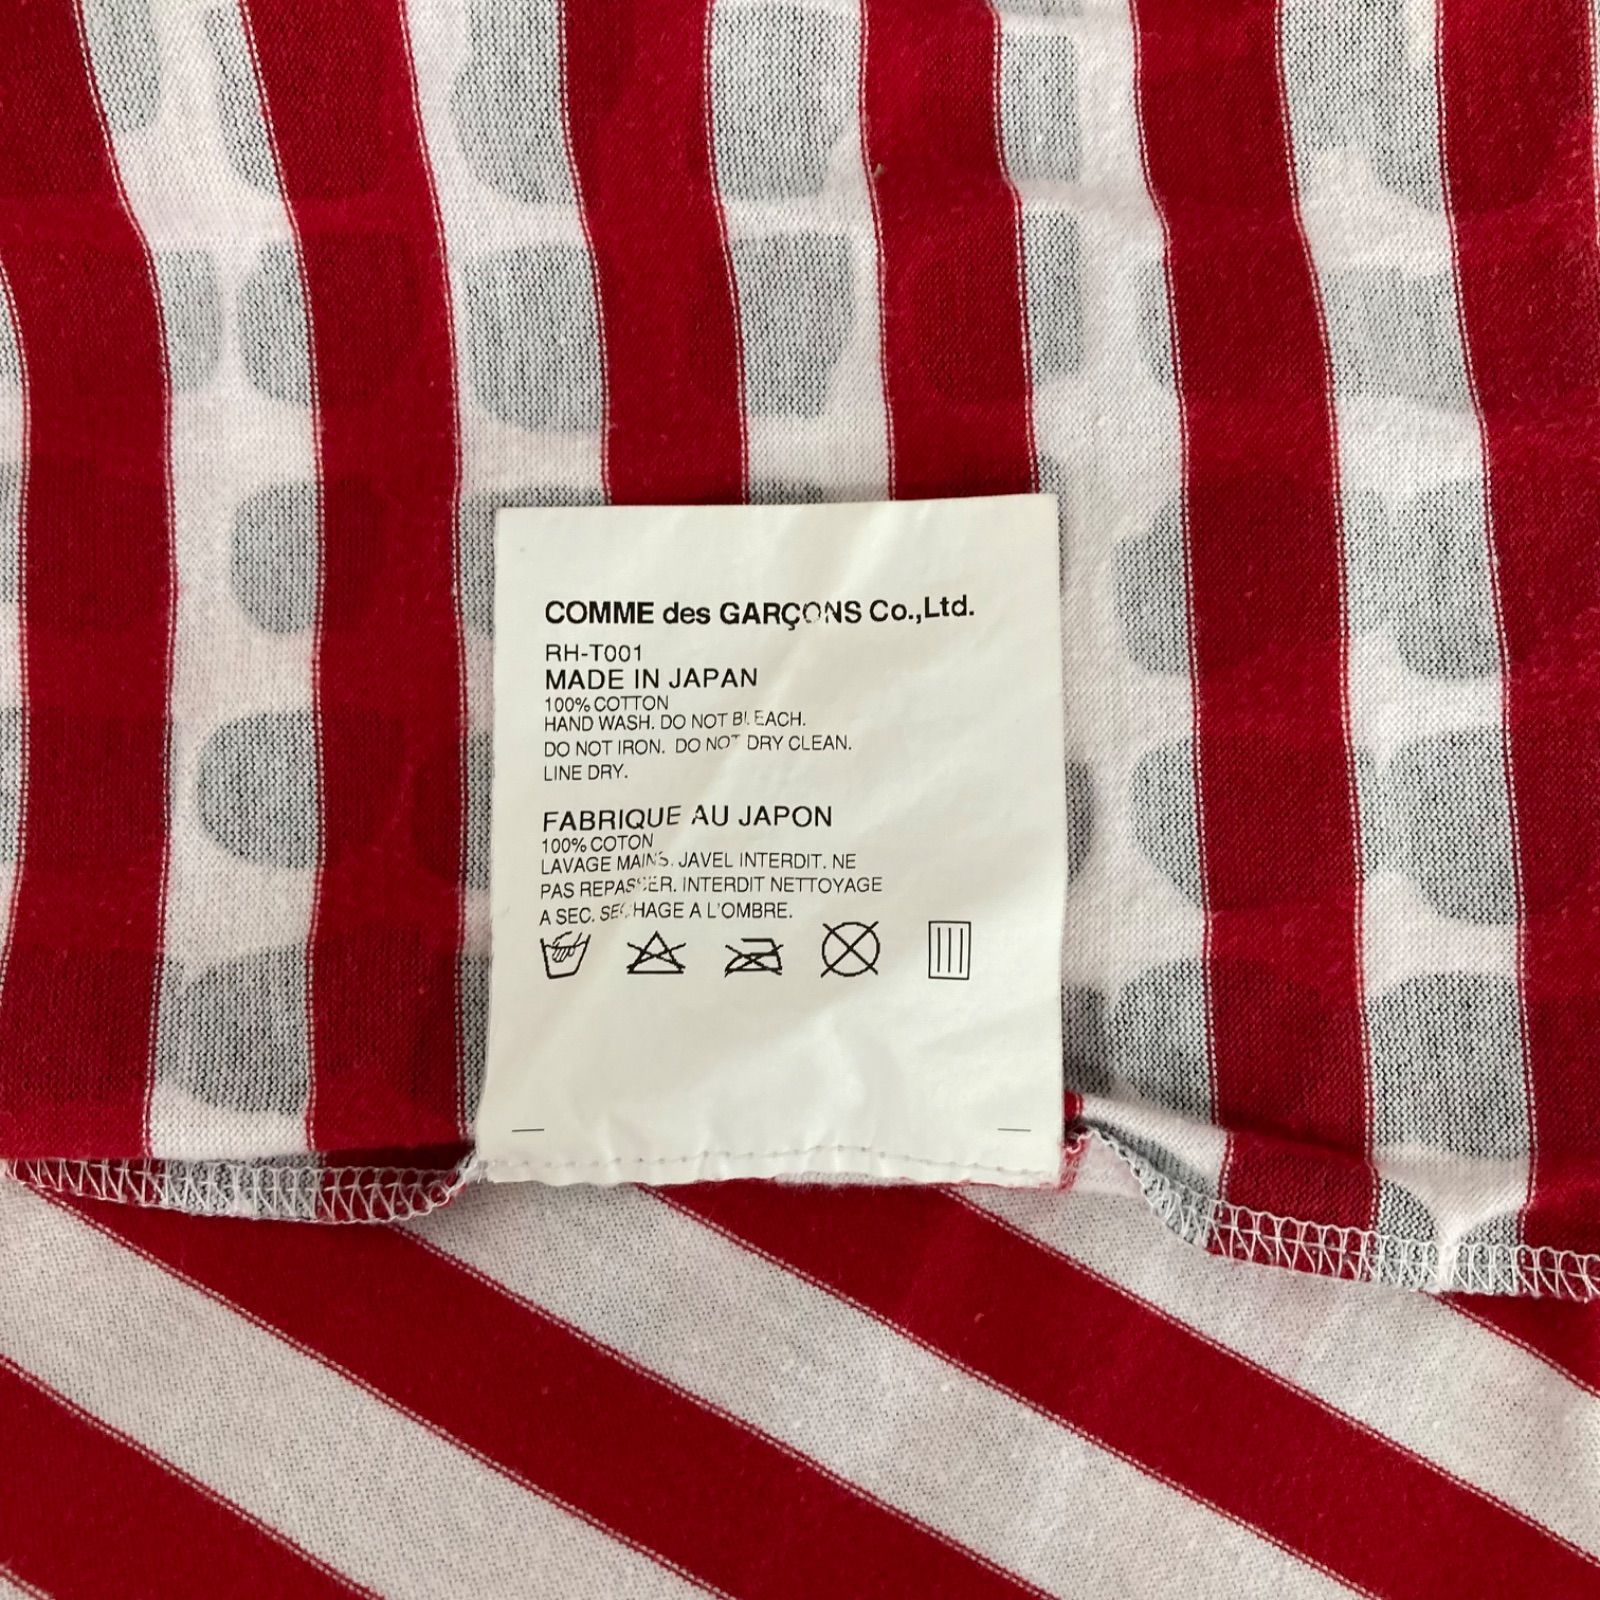 COMME des GARÇONS Co.,Ltd.
RH-T001
MADE IN JAPAN
100% COTTON
HAND WASH. DO NOT BLEACH.
DO NOT IRON. DO NOT DRY CLEAN.
LINE DRY.
FABRIQUE AU JAPON
100% COTON
LAVAGE MAINS. JAVEL INTERDIT. NE
PAS REPASSER. INTERDIT NETTOYAGE
A SEC. SECHAGE A L'OMBRE.